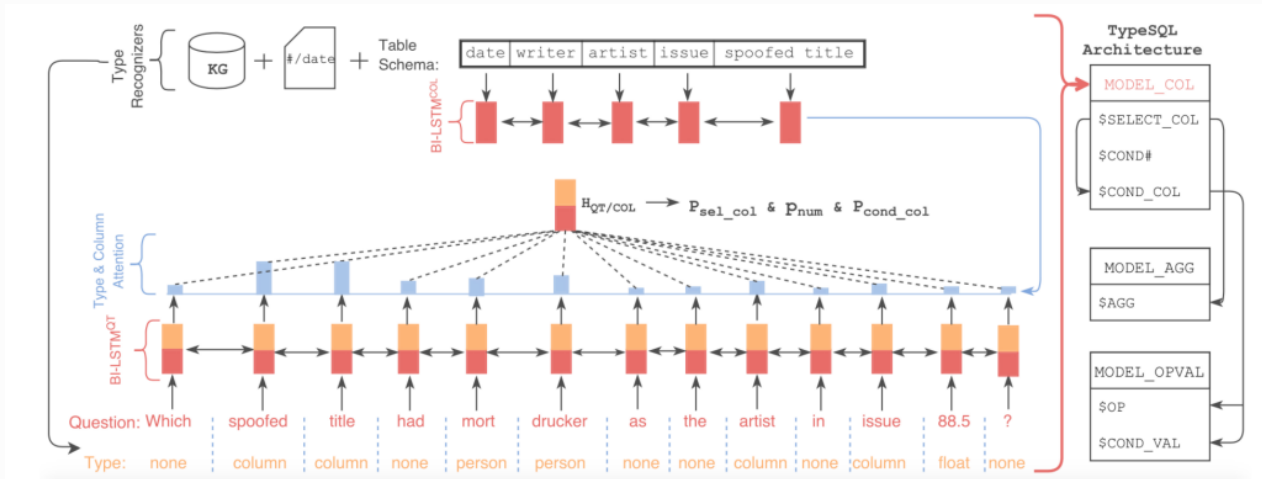 Type Recognizers
KG
+
#/date
+
Table Schema:
date writer artist issue spoofed title
BI-LSTM^COL
H_QT/COL → P_sel_col & P_num & P_cond_col
Type & Column Attention
BI-LSTM^QT
Question: Which spoofed title had mort drucker as the artist in issue 88.5 ?
Type: none column column none person person none none column none column float none
TypeSQL
Architecture
MODEL_COL
$SELECT_COL
$COND#
$COND_COL
MODEL_AGG
$AGG
MODEL_OPVAL
$OP
$COND_VAL